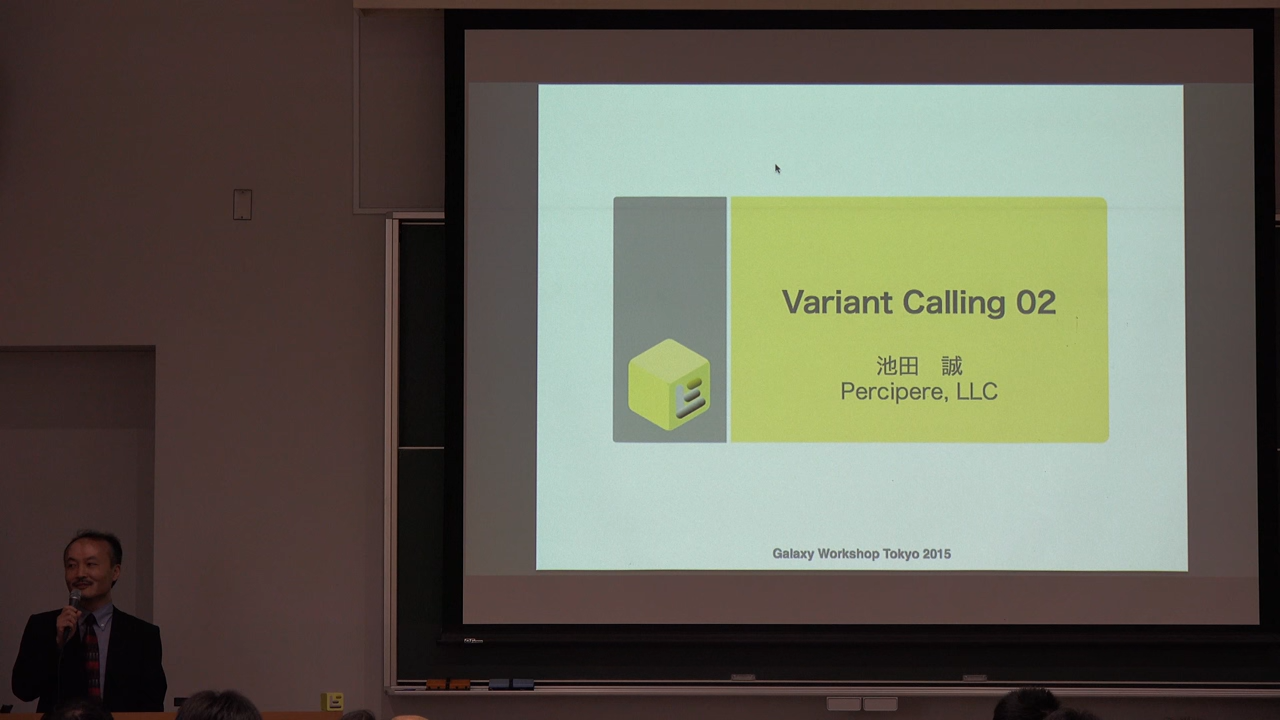 Variant Calling 02
池田　誠
Percipere, LLC
Galaxy Workshop Tokyo 2015